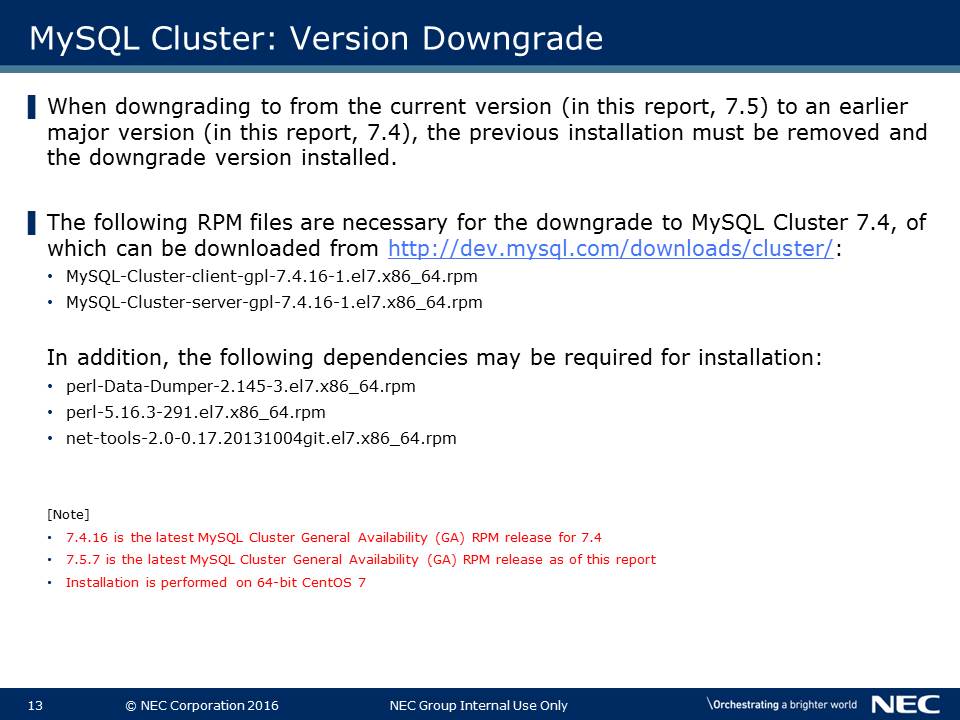 MySQL Cluster: Version Downgrade
When downgrading to from the current version (in this report, 7.5) to an earlier
major version (in this report, 7.4), the previous installation must be removed and
the downgrade version installed.
The following RPM files are necessary for the downgrade to MySQL Cluster 7.4, of
which can be downloaded from http://dev.mysql.com/downloads/cluster/:
• MySQL-Cluster-client-gpl-7.4.16-1.el7.x86_64.rpm
• MySQL-Cluster-server-gpl-7.4.16-1.el7.x86_64.rpm
In addition, the following dependencies may be required for installation:
• perl-Data-Dumper-2.145-3.el7.x86_64.rpm
• perl-5.16.3-291.el7.x86_64.rpm
• net-tools-2.0-0.17.20131004git.el7.x86_64.rpm
[Note]
• 7.4.16 is the latest MySQL Cluster General Availability (GA) RPM release for 7.4
• 7.5.7 is the latest MySQL Cluster General Availability (GA) RPM release as of this report
• Installation is performed on 64-bit CentOS 7
13 © NEC Corporation 2016 NEC Group Internal Use Only \Orchestrating a brighter world NEC